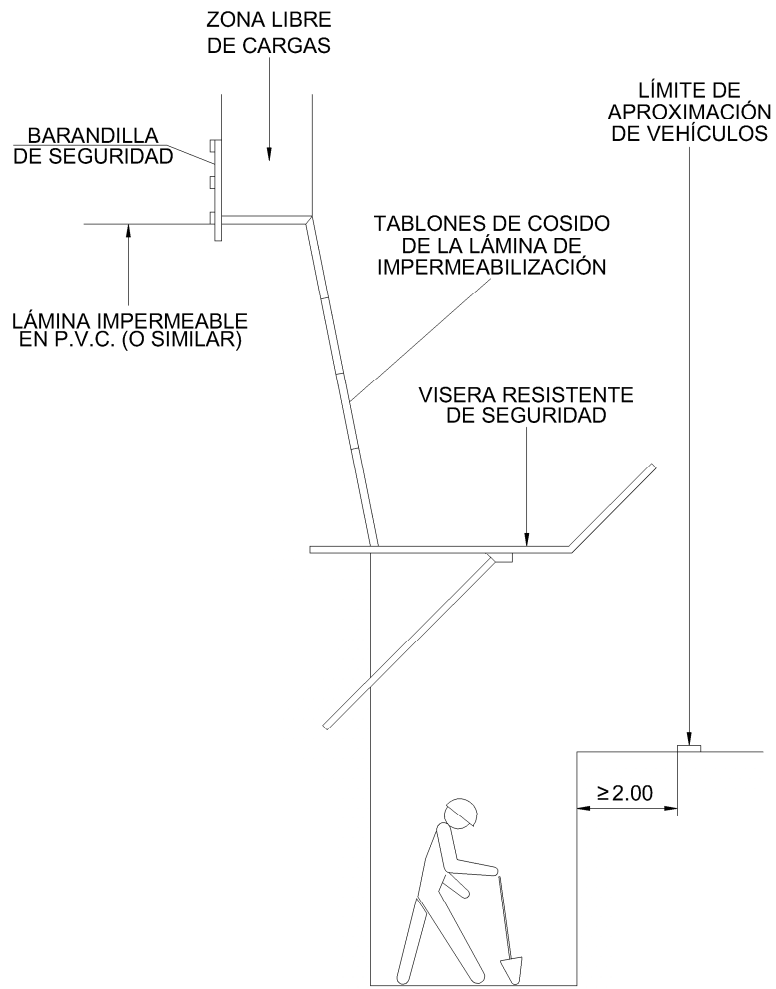 ZONA LIBRE
DE CARGAS
LÍMITE DE
APROXIMACIÓN
DE VEHÍCULOS
BARANDILLA
DE SEGURIDAD
TABLONES DE COSIDO
DE LA LÁMINA DE
IMPERMEABILIZACIÓN
LÁMINA IMPERMEABLE
EN P.V.C. (O SIMILAR)
VISERA RESISTENTE
DE SEGURIDAD
≥2.00